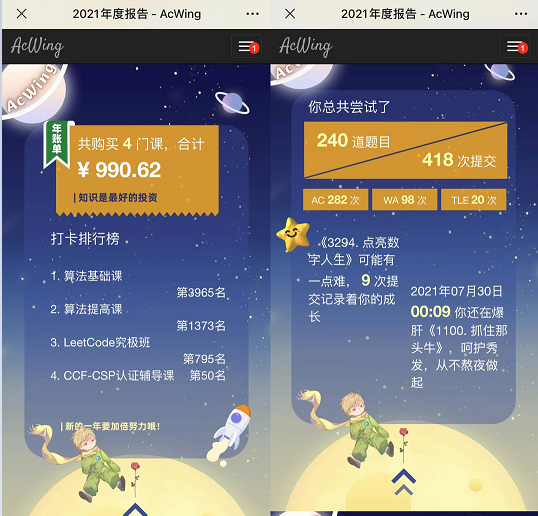 2021年度报告 - AcWing
AcWing
1
AcWing
年账单
共购买 4 门课，合计
¥ 990.62
| 知识是最好的投资
打卡排行榜
1. 算法基础课
第3965名
2. 算法提高课
第1373名
3. LeetCode究极班
第795名
4. CCF-CSP认证辅导课 第50名
| 新的一年要加倍努力哦！
2021年度报告 - AcWing
AcWing
1
AcWing
你总共尝试了
240 道题目
418 次提交
AC 282 次
WA 98 次
TLE 20 次
《3294. 点亮数
字人生》可能有
一点难，9 次提
交记录着你的成
长
2021年07月30日
00:09 你还在爆
肝《1100. 抓住那
头牛》，呵护秀
发，从不熬夜做
起